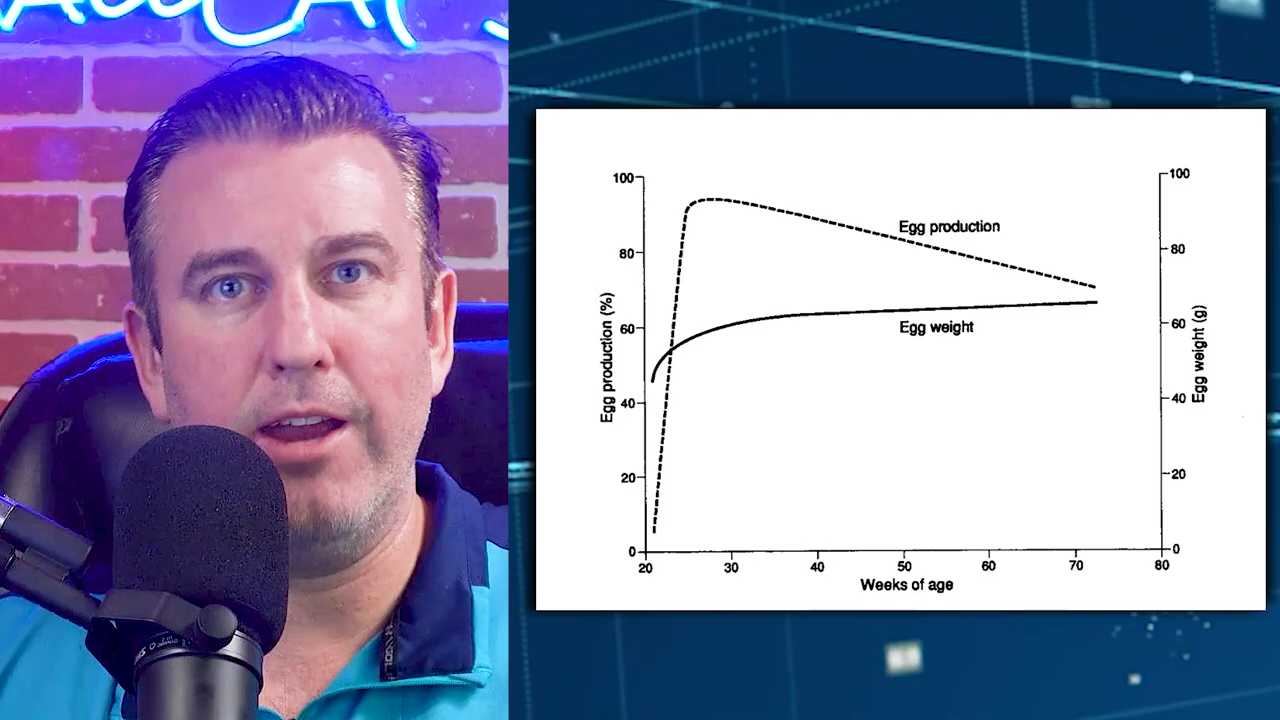 100
80
60
40
20
0
Egg production (%)
Egg production
Egg weight
100
80
60
40
20
0
Egg weight (g)
20 30 40 50 60 70 80
Weeks of age